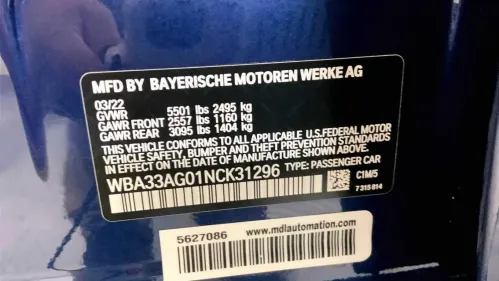 MFD BY BAYERISCHE MOTOREN WERKE AG
03/22
GVWR 5501 lbs 2495 kg
GAWR FRONT 2557 lbs 1160 kg
GAWR REAR 3095 lbs 1404 kg
THIS VEHICLE CONFORMS TO ALL APPLICABLE U.S.FEDERAL MOTOR
VEHICLE SAFETY, BUMPER, AND THEFT PREVENTION STANDARDS
IN EFFECT ON THE DATE OF MANUFACTURE SHOWN ABOVE.
WBA33AG01NCK31296 TYPE: PASSENGER CAR
C1M/5
7 315 814
5627086
www.mdlautomation.com